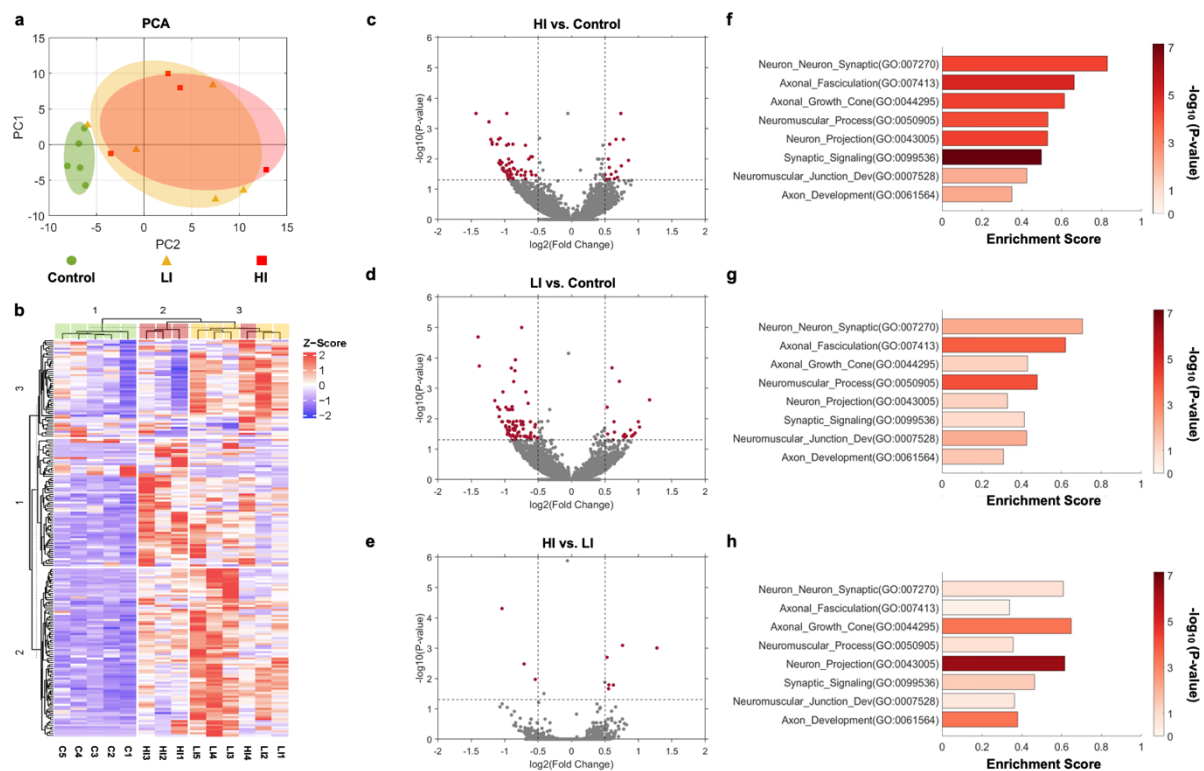 a
PCA
15
10
5
0
-5
-10
PC1
-10 -5 0 5 10 15
PC2
Control LI HI
b
1 2 3
3
1
2
Z-Score
2
1
0
-1
-2
C5 C4 C3 C2 C1 HI3 HI2 HI1 LI5 LI4 LI3 HI4 LI2 LI1
c
HI vs. Control
6
5
4
3
2
1
0
-log10(P-value)
-2 -1.5 -1 -0.5 0 0.5 1 1.5 2
log2(Fold Change)
d
LI vs. Control
6
5
4
3
2
1
0
-log10(P-value)
-2 -1.5 -1 -0.5 0 0.5 1 1.5 2
log2(Fold Change)
e
HI vs. LI
6
5
4
3
2
1
0
-log10(P-value)
-2 -1.5 -1 -0.5 0 0.5 1 1.5 2
log2(Fold Change)
f
Neuron_Neuron_Synaptic(GO:007270)
Axonal_Fasciculation(GO:007413)
Axonal_Growth_Cone(GO:0044295)
Neuromuscular_Process(GO:0050905)
Neuron_Projection(GO:0043005)
Synaptic_Signaling(GO:0099536)
Neuromuscular_Junction_Dev(GO:0007528)
Axon_Development(GO:0061564)
0 0.2 0.4 0.6 0.8 1
Enrichment Score
7
5
3
1
0
-log10 (P-value)
g
Neuron_Neuron_Synaptic(GO:007270)
Axonal_Fasciculation(GO:007413)
Axonal_Growth_Cone(GO:0044295)
Neuromuscular_Process(GO:0050905)
Neuron_Projection(GO:0043005)
Synaptic_Signaling(GO:0099536)
Neuromuscular_Junction_Dev(GO:0007528)
Axon_Development(GO:0061564)
0 0.2 0.4 0.6 0.8 1
Enrichment Score
7
5
3
1
0
-log10 (P-value)
h
Neuron_Neuron_Synaptic(GO:007270)
Axonal_Fasciculation(GO:007413)
Axonal_Growth_Cone(GO:0044295)
Neuromuscular_Process(GO:0050905)
Neuron_Projection(GO:0043005)
Synaptic_Signaling(GO:0099536)
Neuromuscular_Junction_Dev(GO:0007528)
Axon_Development(GO:0061564)
0 0.2 0.4 0.6 0.8 1
Enrichment Score
7
5
3
1
0
-log10 (P-value)